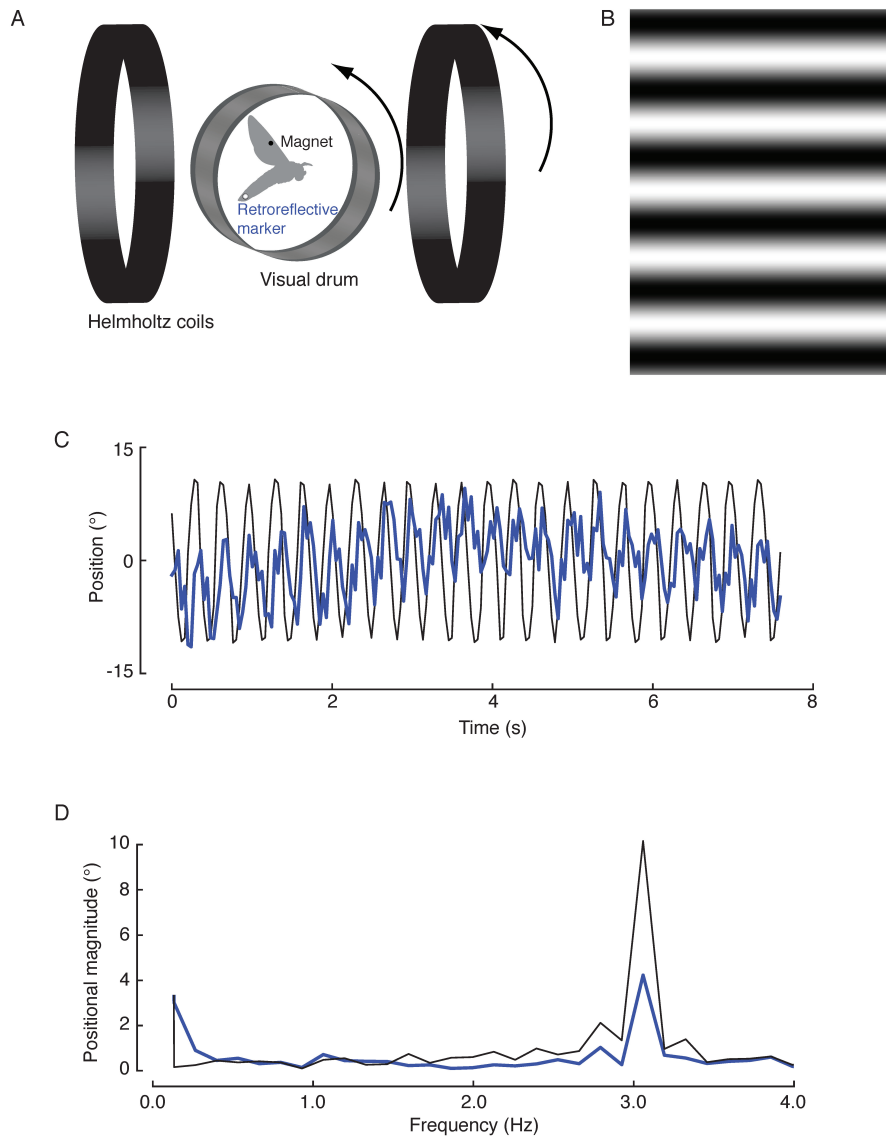 A
B
Magnet
Retroreflective
marker
Visual drum
Helmholtz coils
C
15
0
-15
Position (°)
0 2 4 6 8
Time (s)
D
10
8
6
4
2
0
Positional magnitude (°)
0.0 1.0 2.0 3.0 4.0
Frequency (Hz)